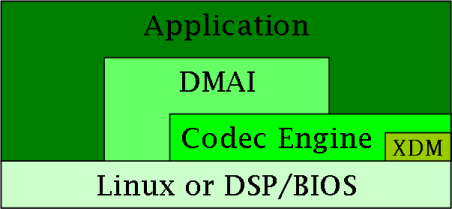 Application
DMAI
Codec Engine
XDM
Linux or DSP/BIOS